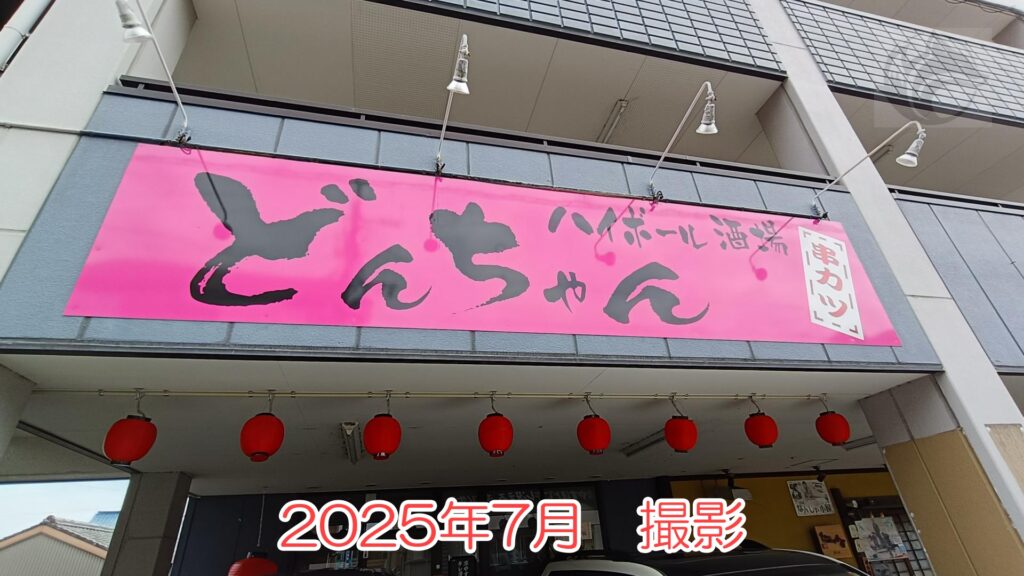 ハイボール酒場
どんちゃん
串カツ
2025年7月　撮影